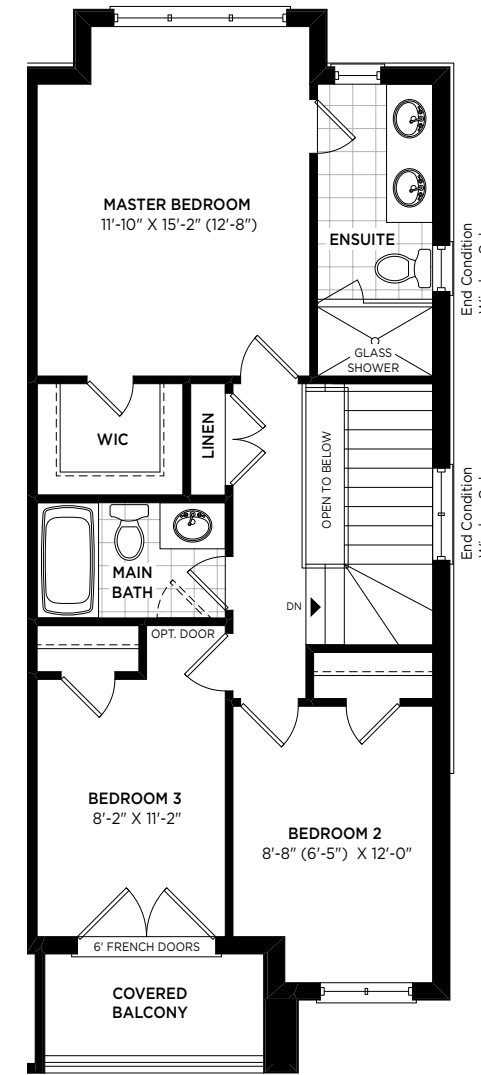 MASTER BEDROOM
11'-10" X 15'-2" (12'-8")
ENSUITE
End Condition
GLASS
SHOWER
WIC
LINEN
OPEN TO BELOW
End Condition
MAIN
BATH
DN
OPT. DOOR
BEDROOM 3
8'-2" X 11'-2"
BEDROOM 2
8'-8" (6'-5") X 12'-0"
6' FRENCH DOORS
COVERED
BALCONY